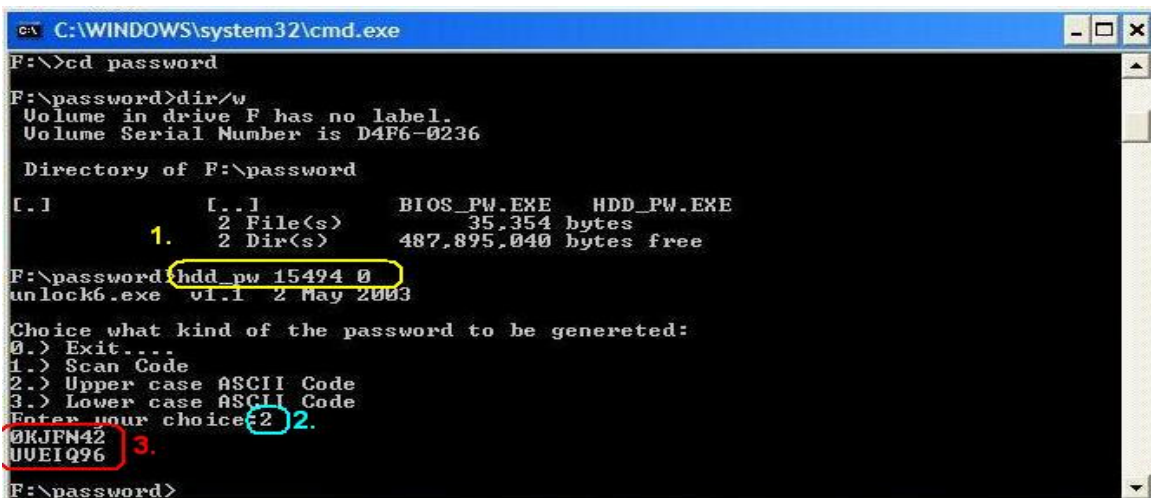 C:\WINDOWS\system32\cmd.exe
F:\>cd password
F:\password>dir/w
Volume in drive F has no label.
Volume Serial Number is D4F6-0236
Directory of F:\password
[.] [..] BIOS_PW.EXE HDD_PW.EXE
2 File(s) 35,354 bytes
1. 2 Dir(s) 487,895,040 bytes free
F:\password>hdd_pw 15494 0
unlock6.exe v1.1 2 May 2003
Choice what kind of the password to be genereted:
0.> Exit....
1.> Scan Code
2.> Upper case ASCII Code
3.> Lower case ASCII Code
Enter your choice:2 2.
0KJFN42
UVEIQ96 3.
F:\password>